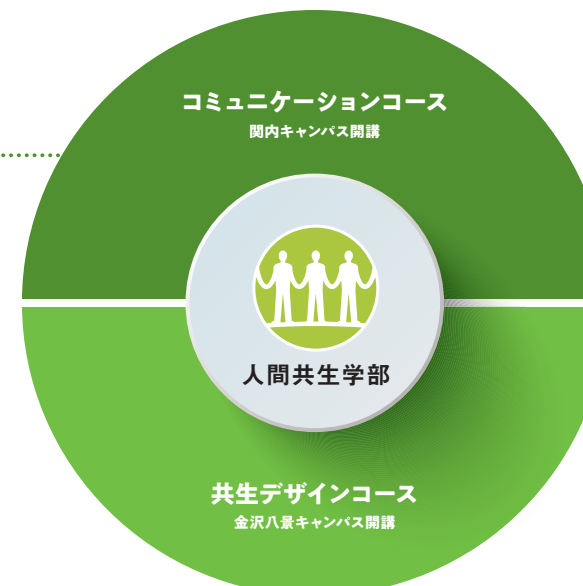 コミュニケーションコース
関内キャンパス開講
人間共生学部
共生デザインコース
金沢八景キャンパス開講